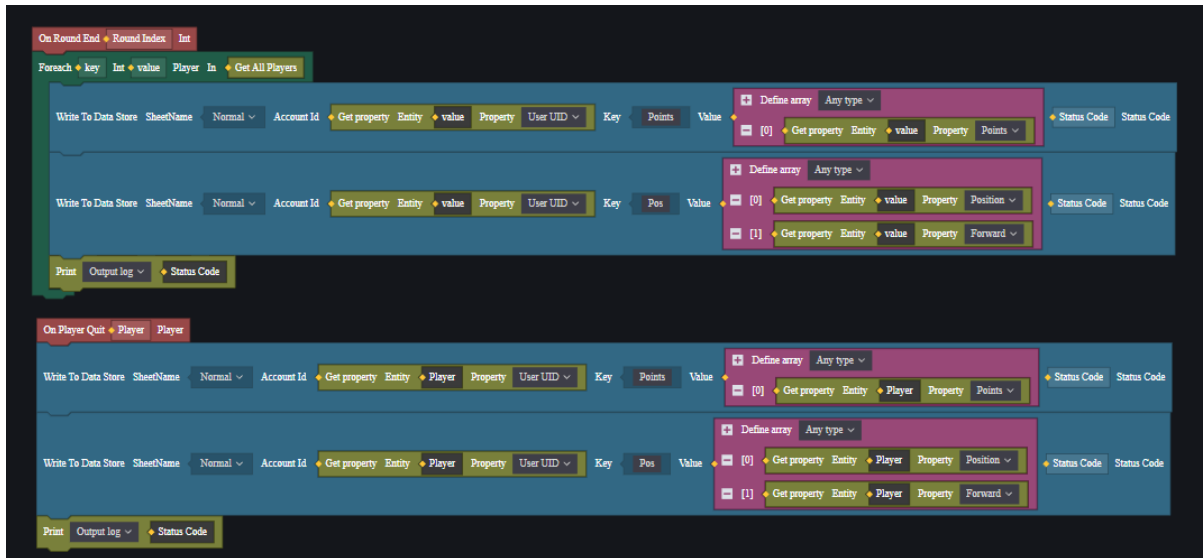 On Round End Round Index Int
Foreach key Int value Player In Get All Players
Define array Any type
Write To Data Store SheetName Normal Account Id Get property Entity value Property User UID Key Points Value Status Code Status Code
[0] Get property Entity value Property Points
Define array Any type
Write To Data Store SheetName Normal Account Id Get property Entity value Property User UID Key Pos Value [0] Get property Entity value Property Position Status Code Status Code
[1] Get property Entity value Property Forward
Print Output log Status Code
On Player Quit Player Player
Define array Any type
Write To Data Store SheetName Normal Account Id Get property Entity Player Property User UID Key Points Value Status Code Status Code
[0] Get property Entity Player Property Points
Define array Any type
Write To Data Store SheetName Normal Account Id Get property Entity Player Property User UID Key Pos Value [0] Get property Entity Player Property Position Status Code Status Code
[1] Get property Entity Player Property Forward
Print Output log Status Code